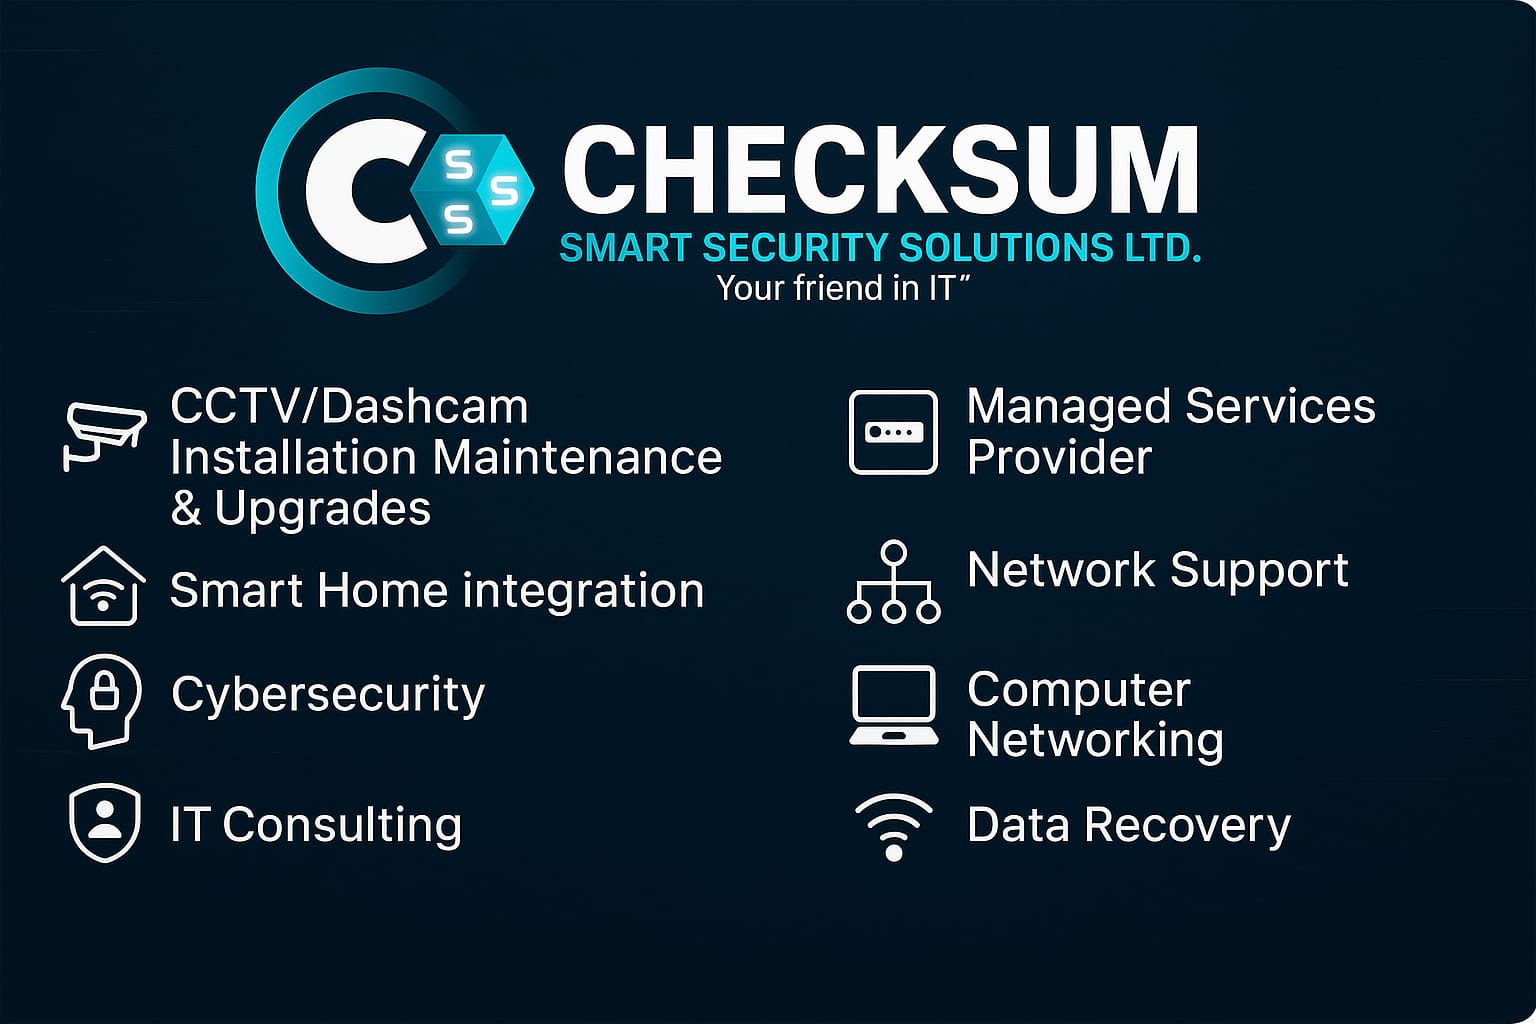 C
S
S
S
CHECKSUM
SMART SECURITY SOLUTIONS LTD.
Your friend in IT”
CCTV/Dashcam
Installation Maintenance
& Upgrades
Smart Home integration
Cybersecurity
IT Consulting
Managed Services
Provider
Network Support
Computer
Networking
Data Recovery